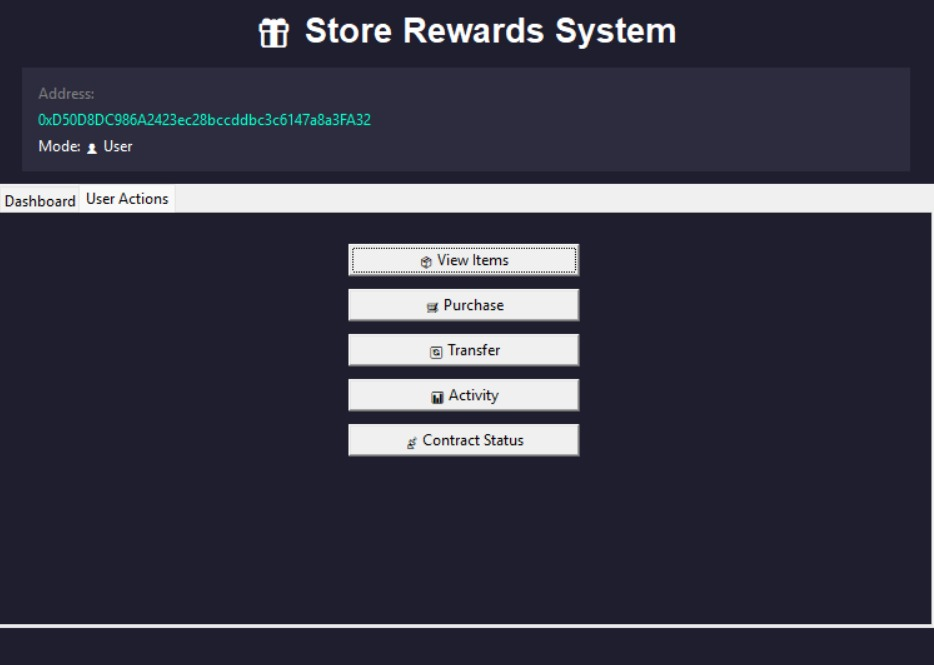 Store Rewards System
Address:
0xD50D8DC986A2423ec28bccddbc3c6147a8a3FA32
Mode: User
Dashboard User Actions
View Items
Purchase
Transfer
Activity
Contract Status